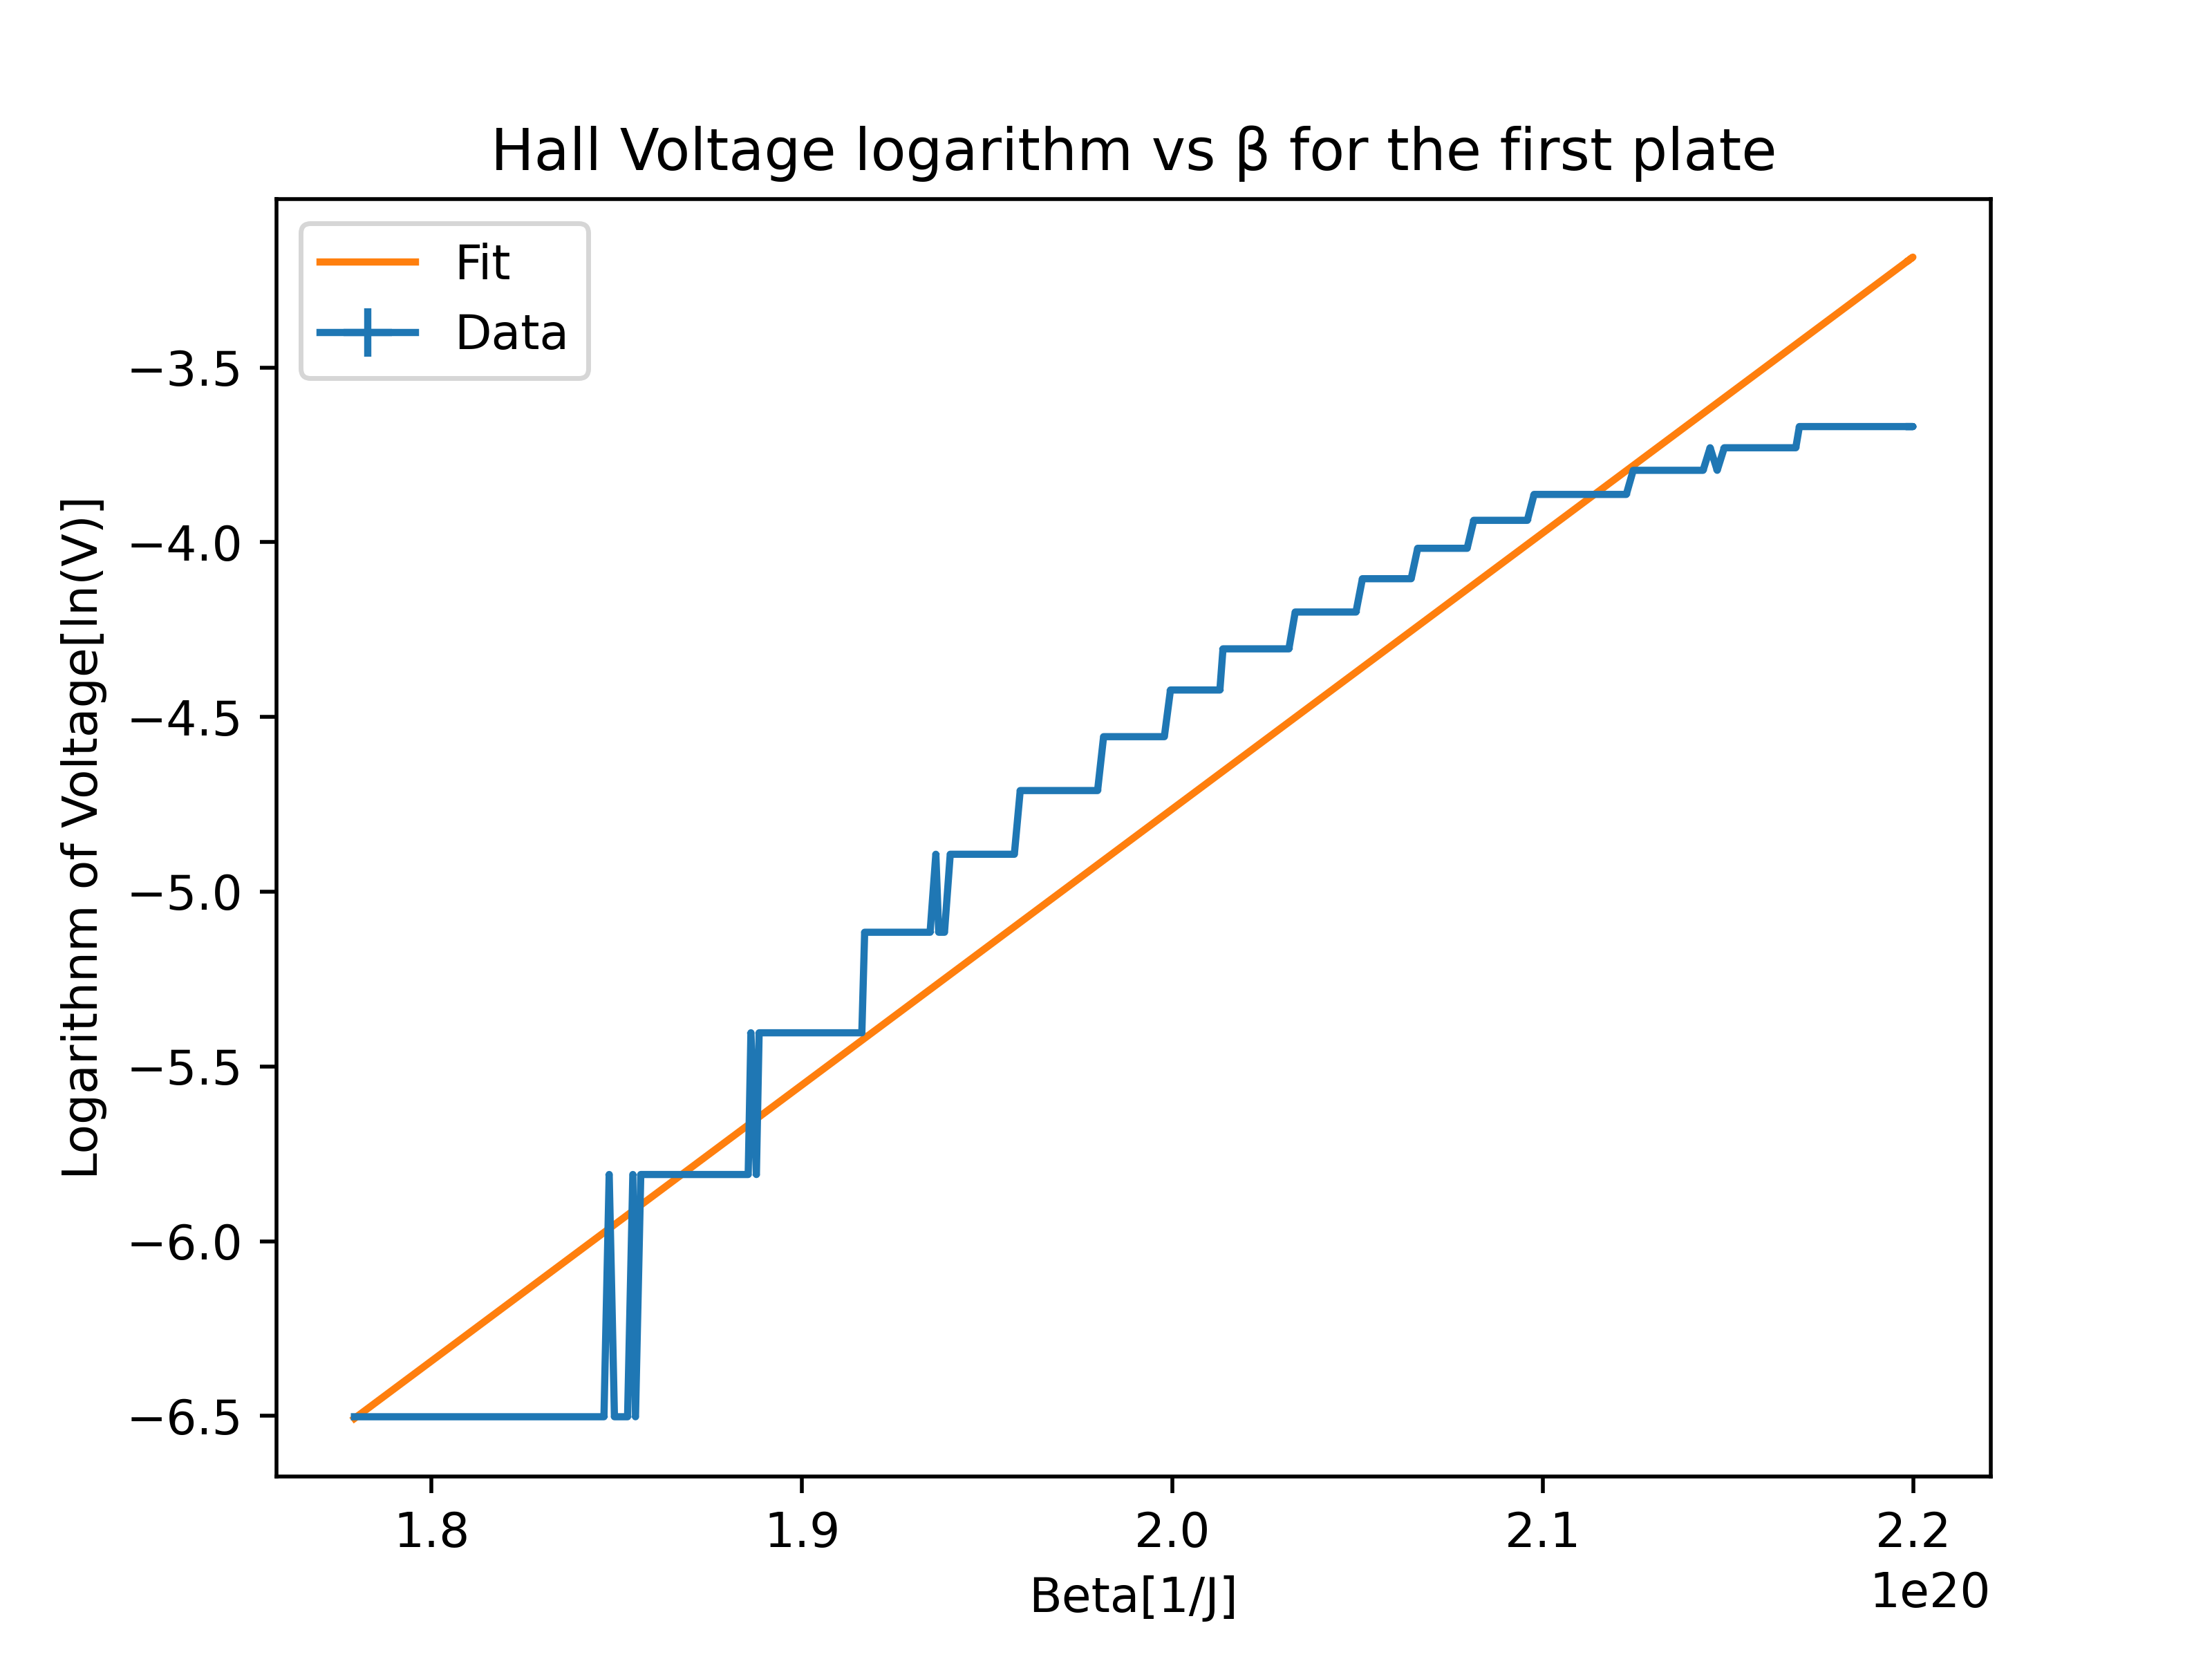 Hall Voltage logarithm vs β for the first plate
Fit
Data
Logarithnm of Voltage[ln(V)]
−3.5
−4.0
−4.5
−5.0
−5.5
−6.0
−6.5
1.8
1.9
2.0
2.1
2.2
1e20
Beta[1/J]